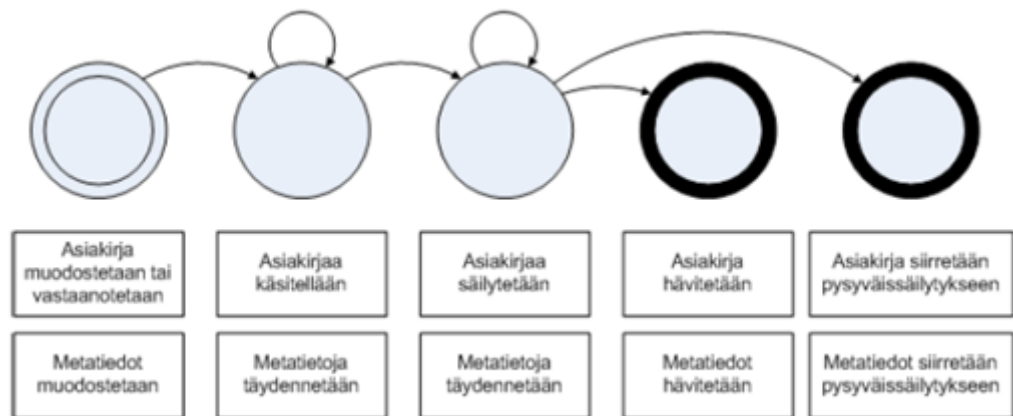 Asiakirja
muodostetaan tai
vastaanotetaan
Asiakirjaa
käsitellään
Asiakirjaa
säilytetään
Asiakirja
hävitetään
Asiakirja siirretään
pysyväissäilytykseen
Metatiedot
muodostetaan
Metatietoja
täydennetään
Metatietoja
täydennetään
Metatiedot
hävitetään
Metatiedot siirretään
pysyväissäilytykseen